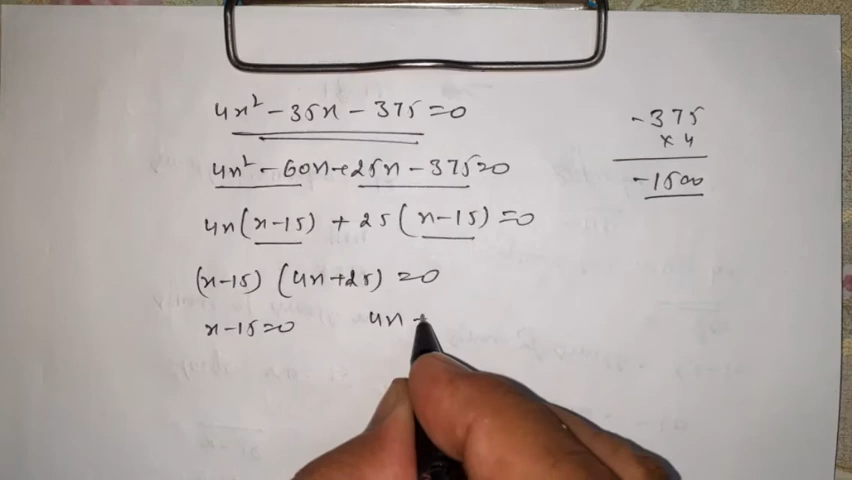 4x² - 35x - 375 = 0
4x² - 60x + 25x - 375 = 0
4x(x-15) + 25(x-15) = 0
(x-15) (4x+25) = 0
x-15=0 4x +
-375
x 4
-1500